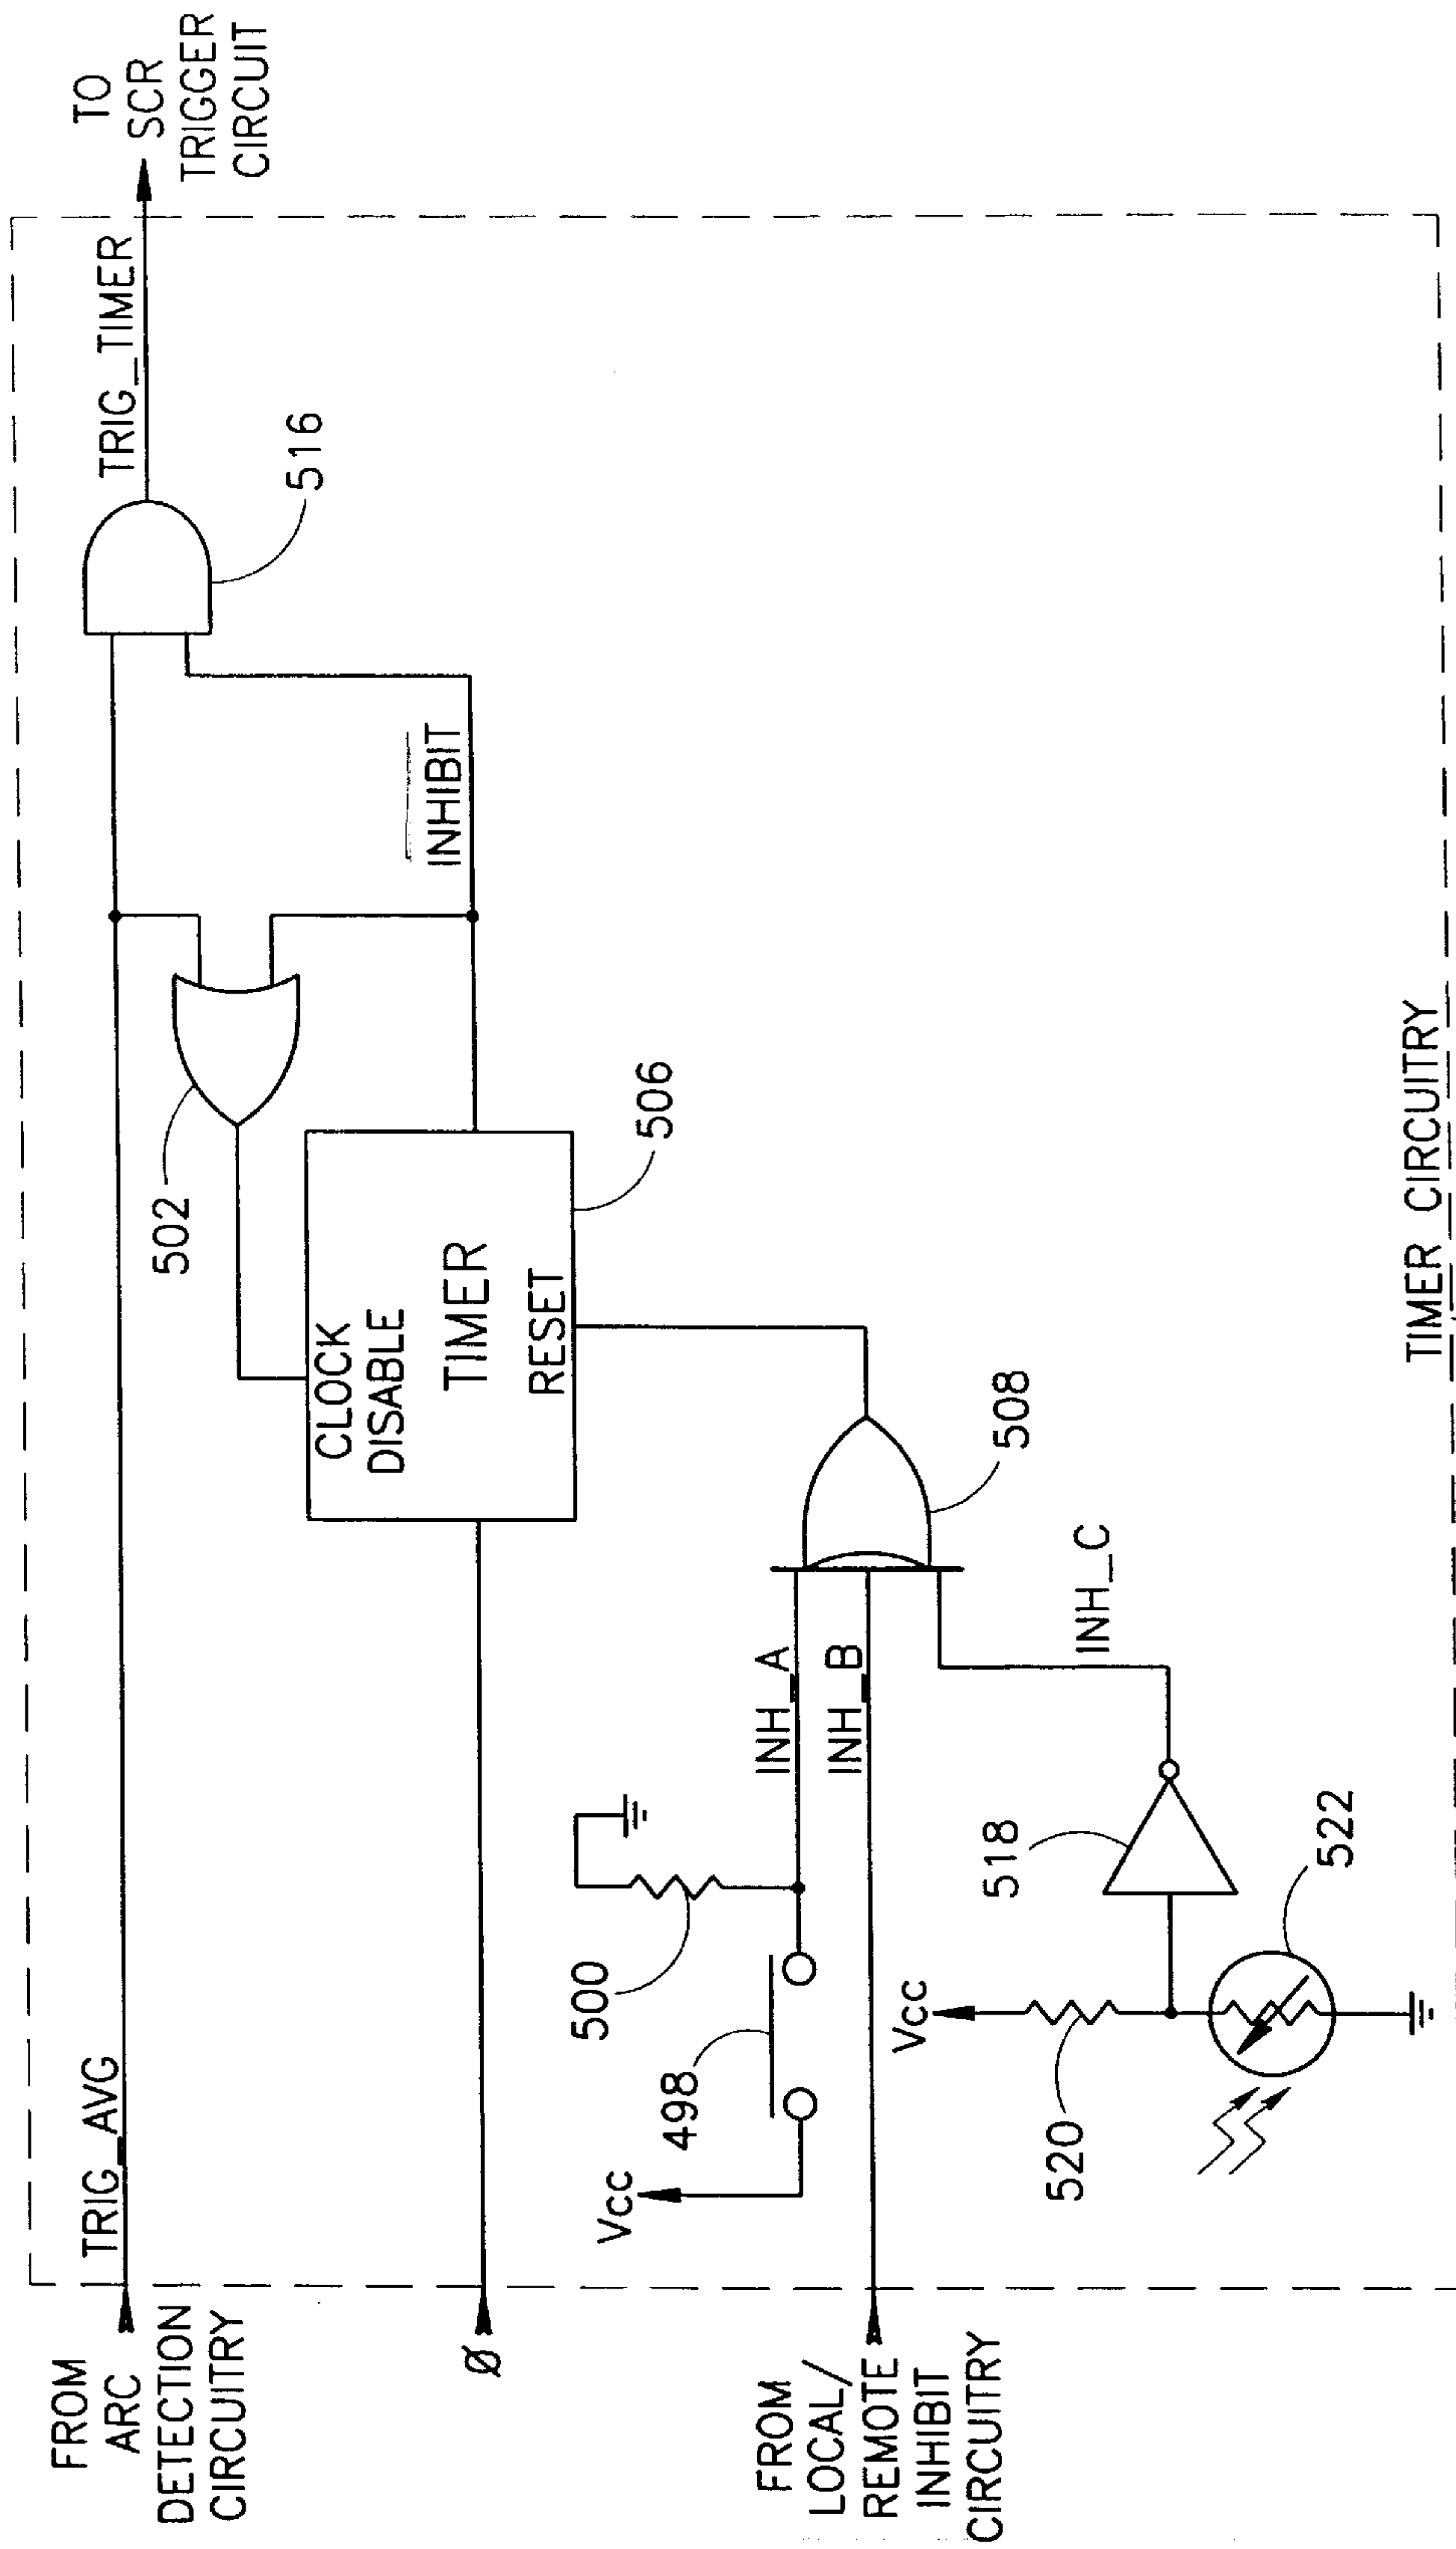 FROM
ARC
DETECTION
CIRCUITRY
TRIG_AVG
TRIG_TIMER
TO
SCR
TRIGGER
CIRCUIT
516
502
INHIBIT
Ø
CLOCK
DISABLE
TIMER
RESET
506
Vcc
498
500
INH_A
INH_B
508
FROM
LOCAL/
REMOTE
INHIBIT
CIRCUITRY
Vcc
520
518
522
INH_C
TIMER CIRCUITRY